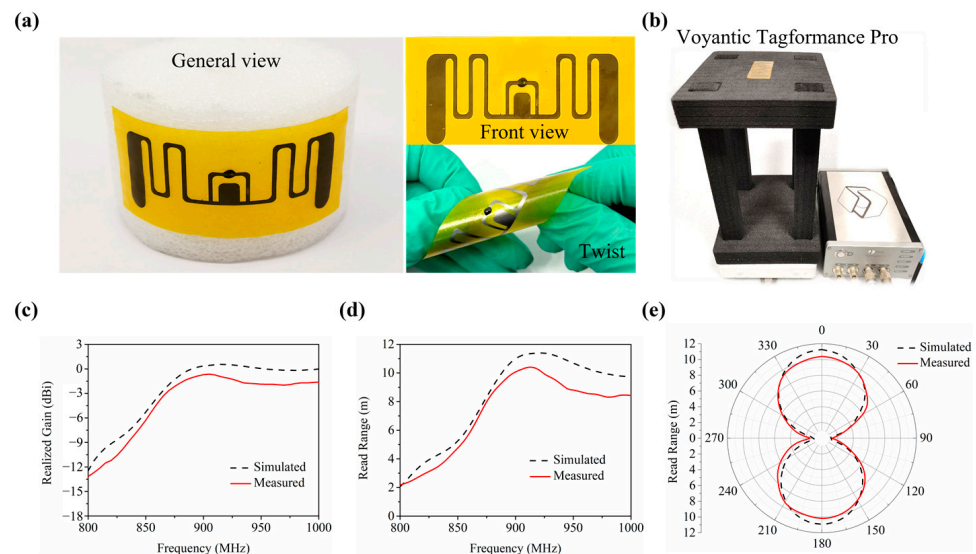 (a)
General view
Front view
Twist
(b)
Voyantic Tagformance Pro
(c)
Realized Gain (dBi)
3
0
−3
−6
−9
−12
−15
−18
Simulated
Measured
800 850 900 950 1000
Frequency (MHz)
(d)
Read Range (m)
12
10
8
6
4
2
0
Simulated
Measured
800 850 900 950 1000
Frequency (MHz)
(e)
Read Range (m)
12
10
8
6
4
2
0
0
2
4
6
8
10
12
0
30
60
90
120
150
180
210
240
270
300
330
Simulated
Measured